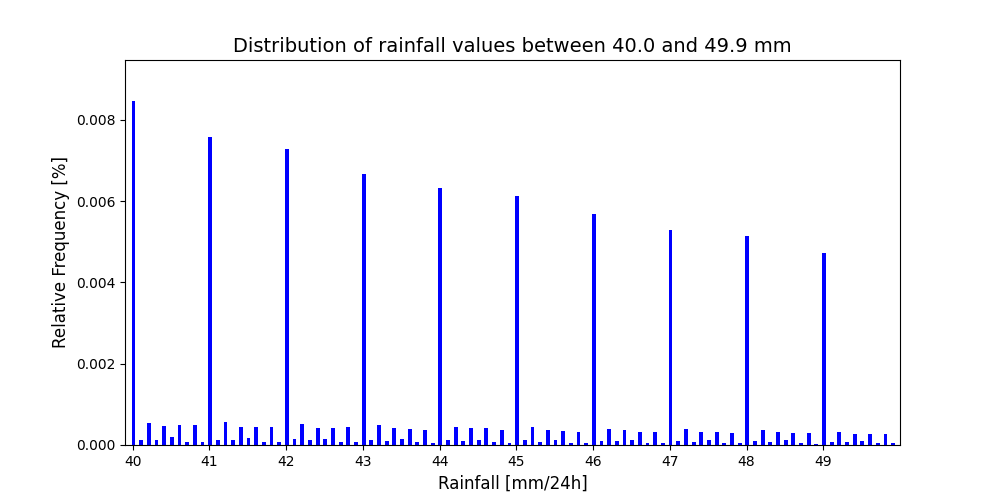 Distribution of rainfall values between 40.0 and 49.9 mm
Relative Frequency [%]
0.008
0.006
0.004
0.002
0.000
40 41 42 43 44 45 46 47 48 49
Rainfall [mm/24h]